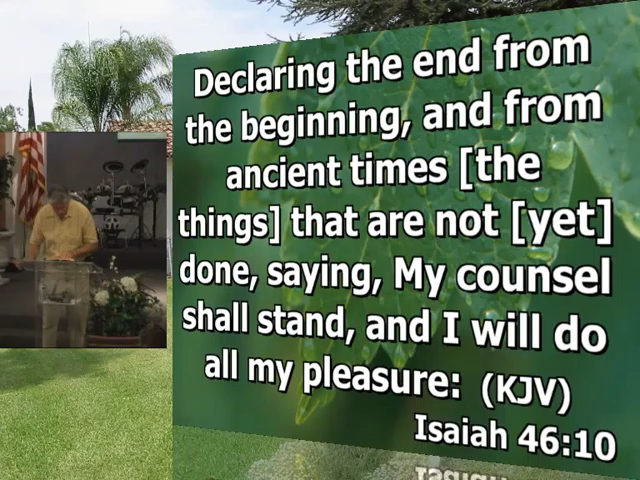 Declaring the end from
the beginning, and from
ancient times [the
things] that are not [yet]
done, saying, My counsel
shall stand, and I will do
all my pleasure: (KJV)
Isaiah 46:10